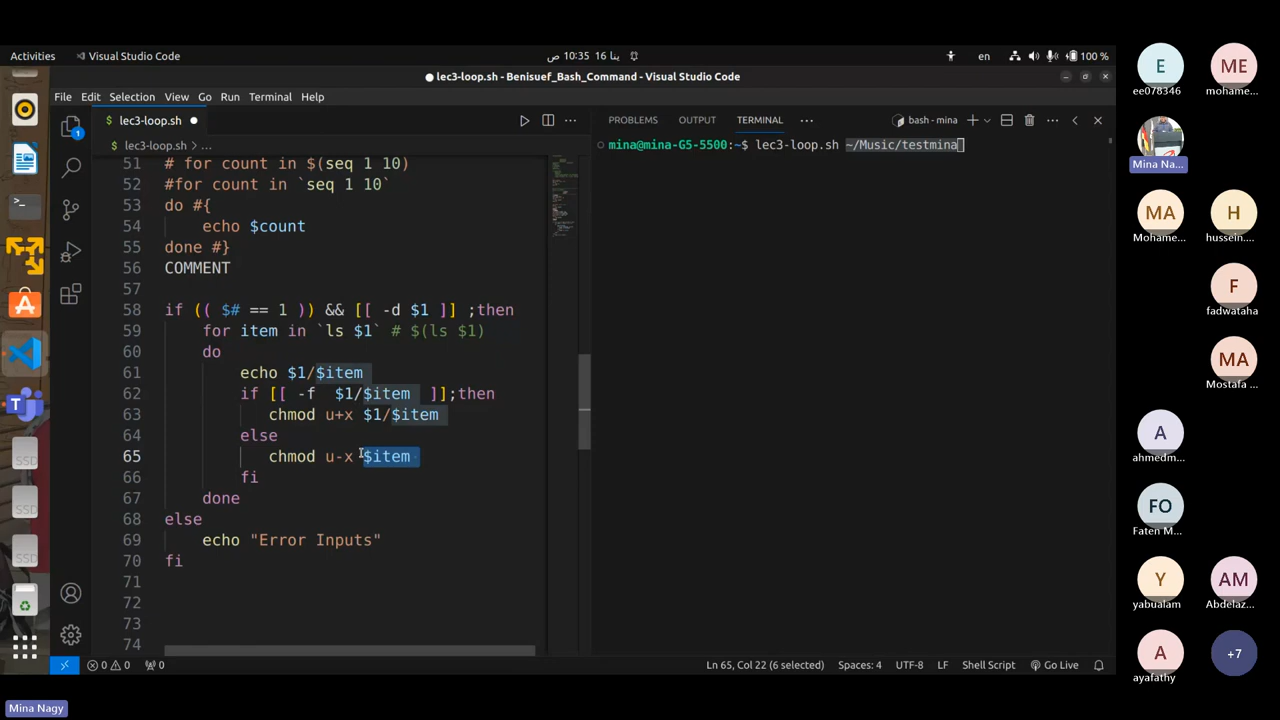 Activities
Visual Studio Code
10:35 ص
16 ينا
en
100 %
lec3-loop.sh - Benisuef_Bash_Command - Visual Studio Code
File Edit Selection View Go Run Terminal Help
lec3-loop.sh
PROBLEMS OUTPUT TERMINAL
bash - mina
lec3-loop.sh > ...
51 # for count in $(seq 1 10)
52 #for count in `seq 1 10`
53 do #{
54 echo $count
55 done #}
56 COMMENT
57
58 if (( $# == 1 )) && [[ -d $1 ]] ;then
59 for item in `ls $1` # $(ls $1)
60 do
61 echo $1/$item
62 if [[ -f  $1/$item  ]];then
63 chmod u+x $1/$item
64 else
65 chmod u-x $item
66 fi
67 done
68 else
69 echo "Error Inputs"
70 fi
71
72
73
74
mina@mina-G5-5500:~$ lec3-loop.sh ~/Music/testmina
1
SSD
SSD
SSD
0 0 0
Ln 65, Col 22 (6 selected)
Spaces: 4
UTF-8
LF
Shell Script
Go Live
Mina Nagy
E
ee078346
ME
mohame...
Mina Na...
MA
Mohame...
H
hussein....
F
fadwataha
MA
Mostafa ...
A
ahmedm...
FO
Faten M...
Y
yabualam
AM
Abdelaz...
A
ayafathy
+7